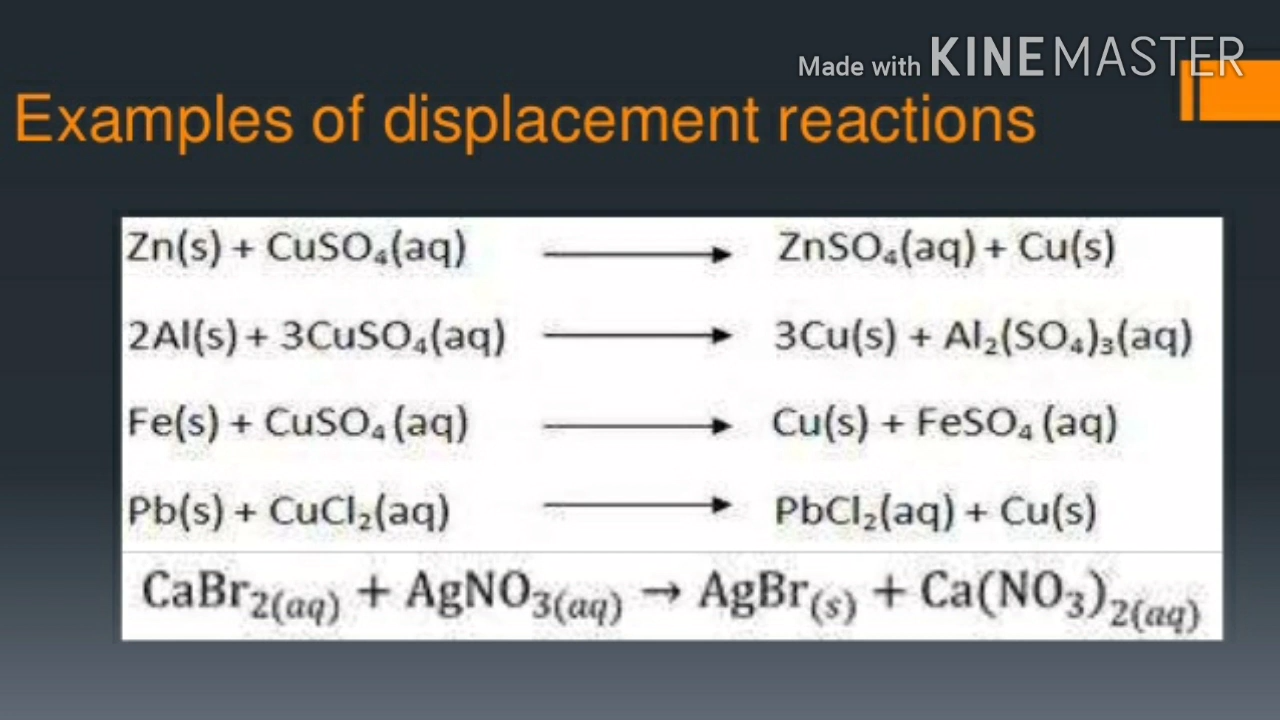 Made with KINEMASTER
Examples of displacement reactions
Zn(s) + CuSO₄(aq) ⟶ ZnSO₄(aq) + Cu(s)
2Al(s) + 3CuSO₄(aq) ⟶ 3Cu(s) + Al₂(SO₄)₃(aq)
Fe(s) + CuSO₄ (aq) ⟶ Cu(s) + FeSO₄ (aq)
Pb(s) + CuCl₂(aq) ⟶ PbCl₂(aq) + Cu(s)
CaBr₂₍aq₎ + AgNO₃₍aq₎ → AgBr₍s₎ + Ca(NO₃)₂₍aq₎